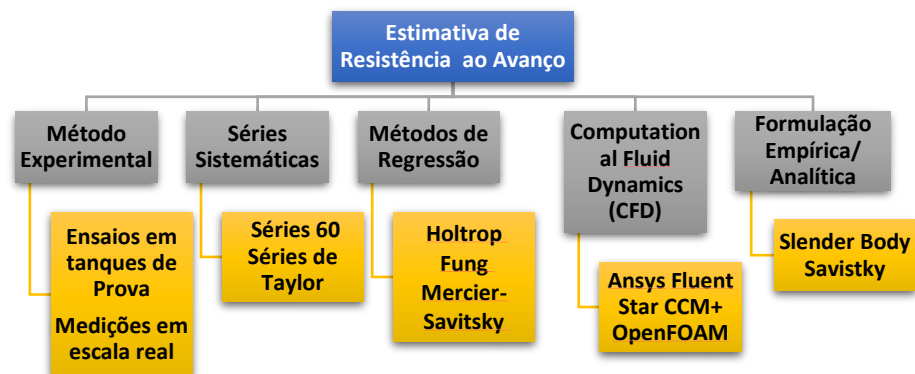 Estimativa de
Resistência ao Avanço
Método
Experimental
Séries
Sistemáticas
Métodos de
Regressão
Computation
al Fluid
Dynamics
(CFD)
Formulação
Empírica/
Analítica
Ensaios em
tanques de
Prova
Medições em
escala real
Séries 60
Séries de
Taylor
Holtrop
Fung
Mercier-
Savitsky
Ansys Fluent
Star CCM+
OpenFOAM
Slender Body
Savistky